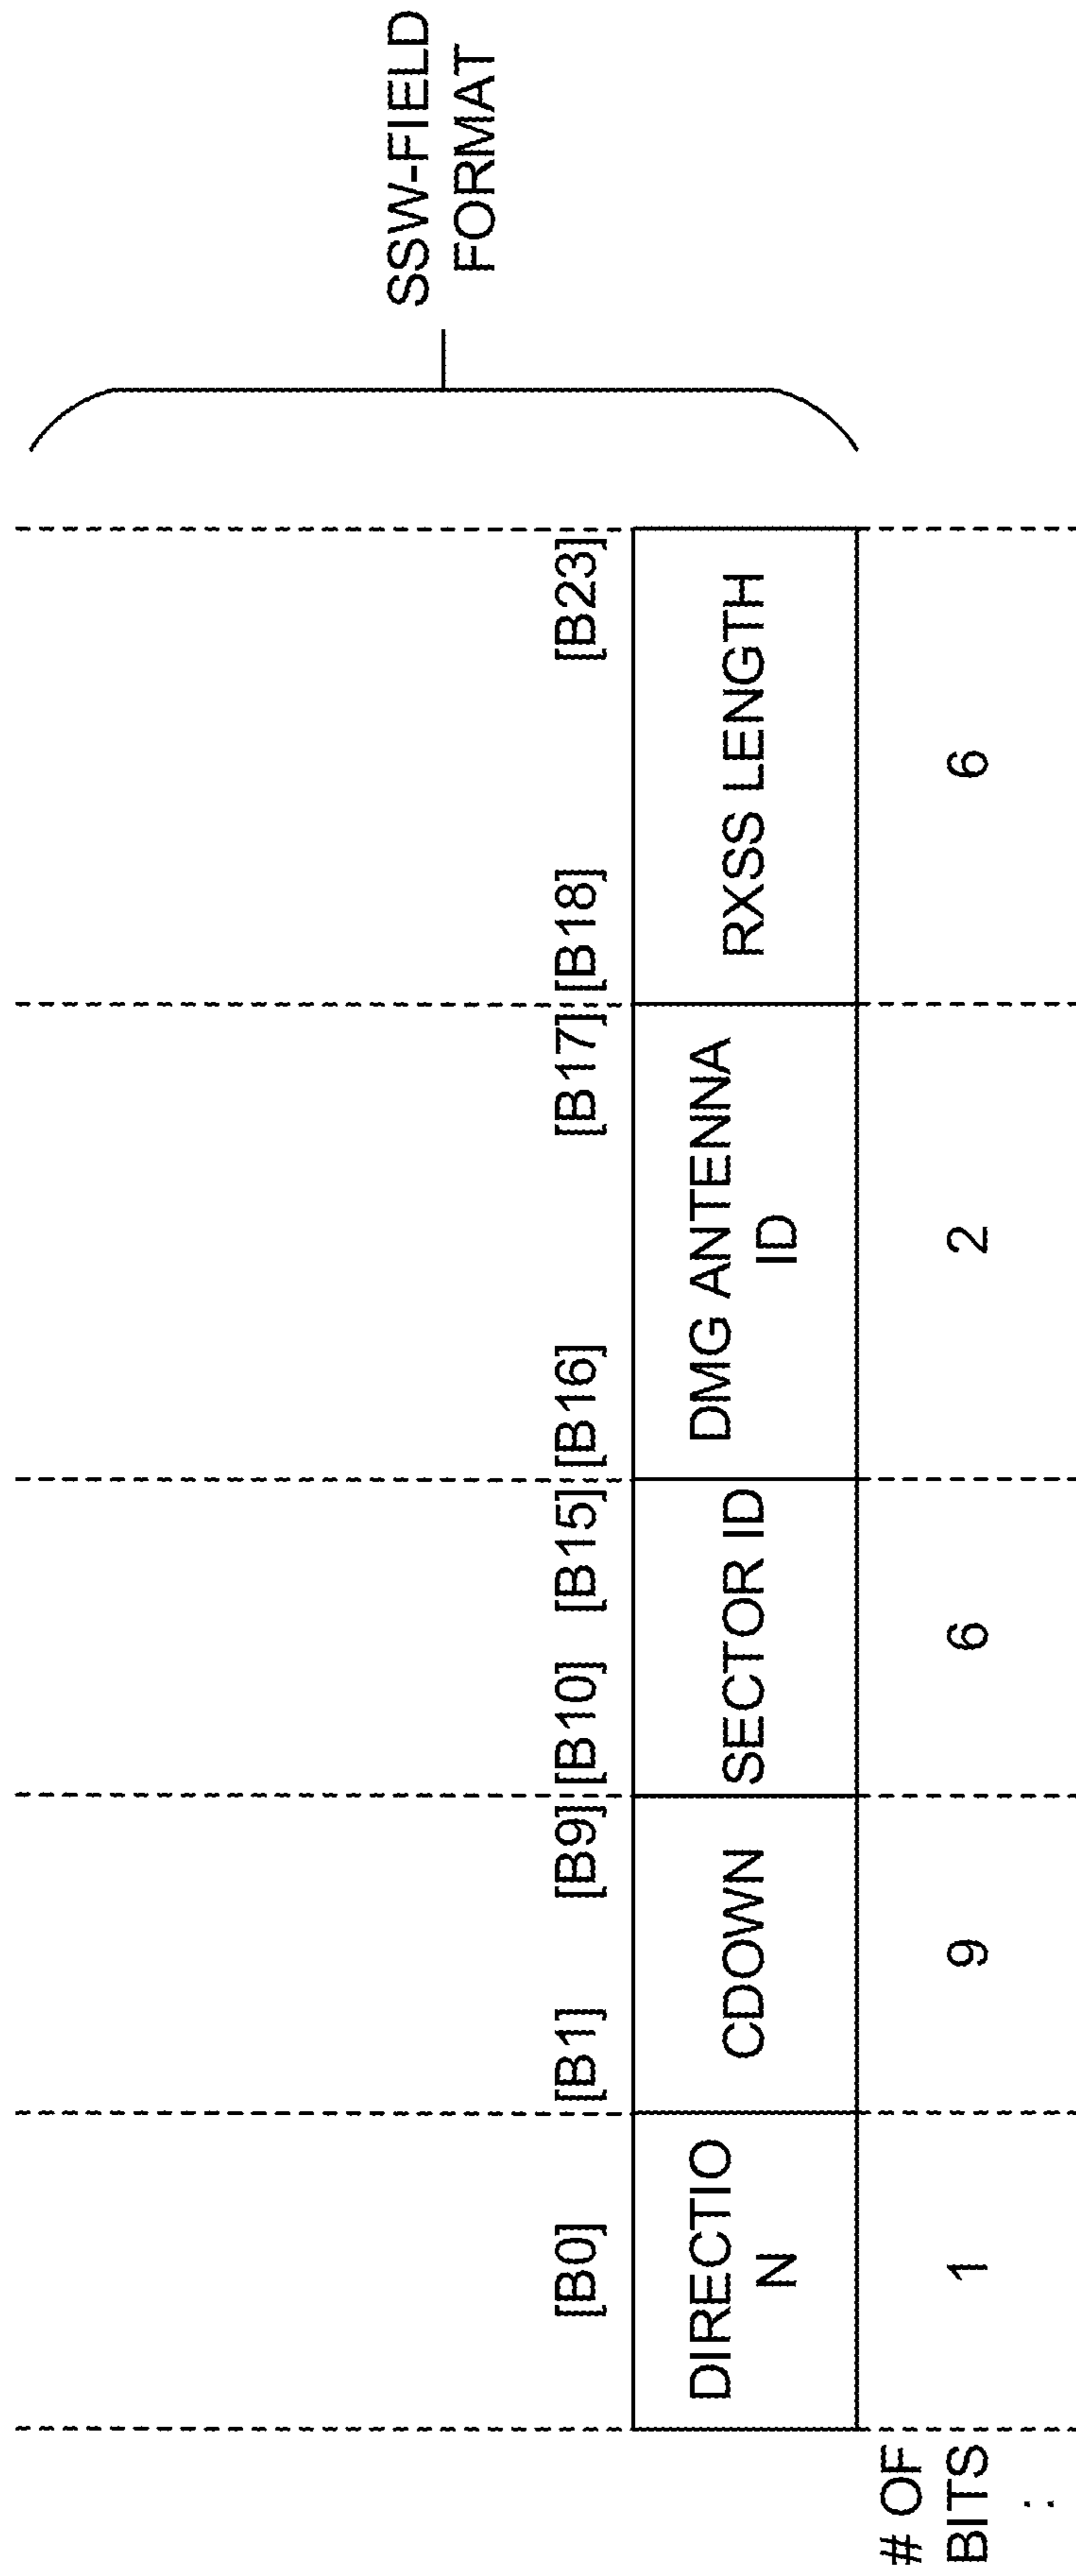 SSW-FIELD
FORMAT
[B0] [B1] [B9] [B10] [B15] [B16] [B17] [B18] [B23]
DIRECTIO
N
CDOWN
SECTOR ID
DMG ANTENNA
ID
RXSS LENGTH
# OF
BITS
:
1 9 6 2 6